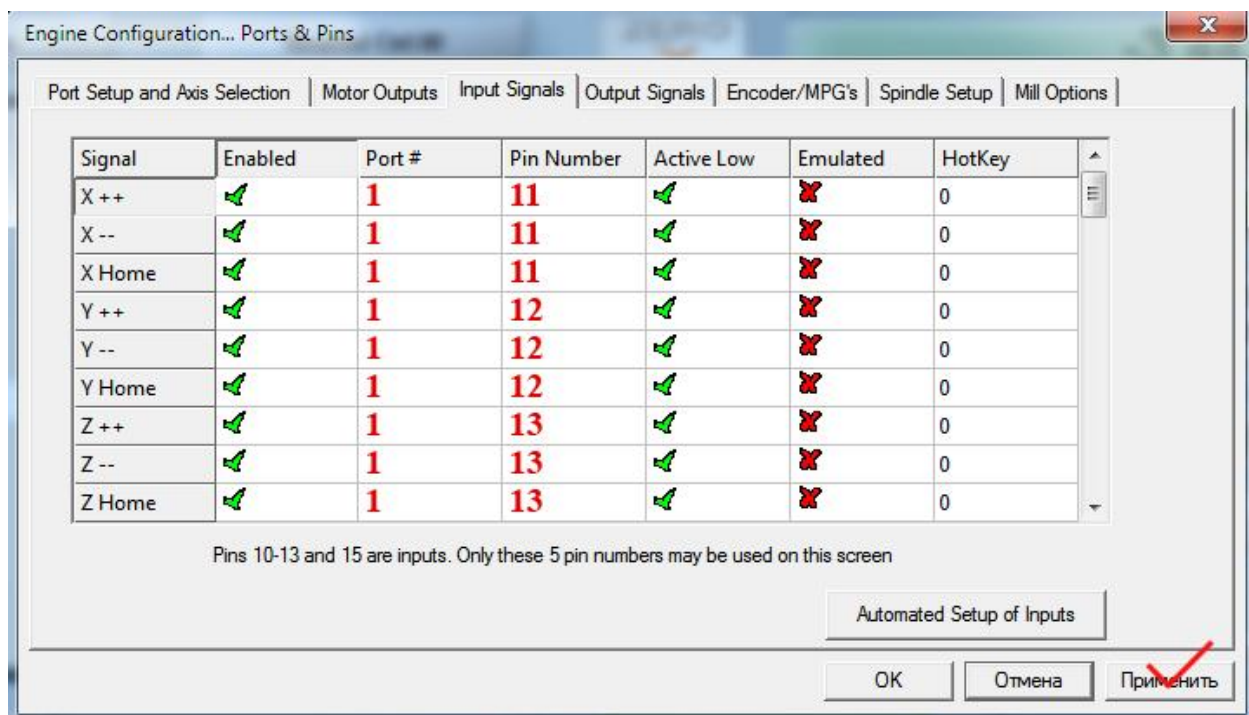 Engine Configuration... Ports & Pins
Port Setup and Axis Selection Motor Outputs Input Signals Output Signals Encoder/MPG's Spindle Setup Mill Options
Signal Enabled Port # Pin Number Active Low Emulated HotKey
X ++ 1 11 0
X -- 1 11 0
X Home 1 11 0
Y ++ 1 12 0
Y -- 1 12 0
Y Home 1 12 0
Z ++ 1 13 0
Z -- 1 13 0
Z Home 1 13 0
Pins 10-13 and 15 are inputs. Only these 5 pin numbers may be used on this screen
Automated Setup of Inputs
OK Отмена Применить